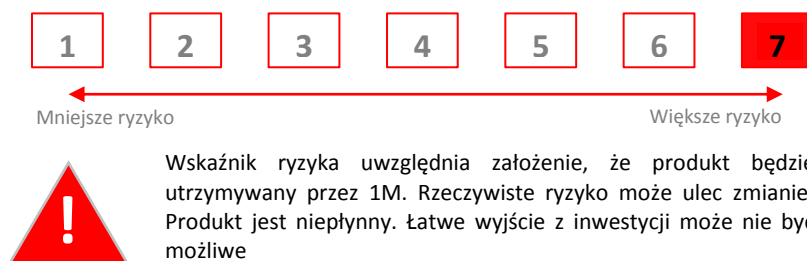 1 2 3 4 5 6 7
Mniejsze ryzyko Większe ryzyko
Wskaźnik ryzyka uwzględnia założenie, że produkt będzie
utrzymywany przez 1M. Rzeczywiste ryzyko może ulec zmianie
Produkt jest niepłynny. Łatwe wyjście z inwestycji może nie być
możliwe
!